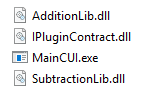 AdditionLib.dll
IPluginContract.dll
MainCUI.exe
SubtractionLib.dll